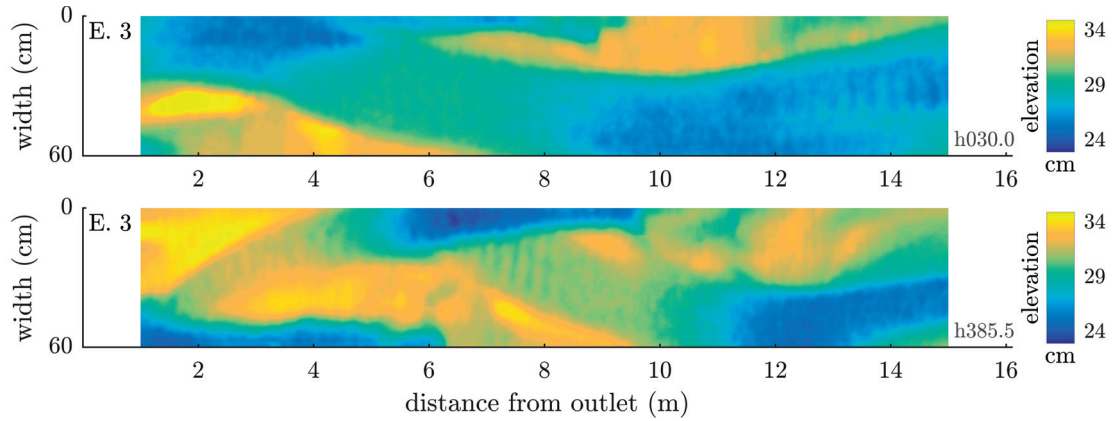 0
E. 3
width (cm)
60
h030.0
2 4 6 8 10 12 14 16
34
29
24
elevation
cm
0
E. 3
width (cm)
60
h385.5
2 4 6 8 10 12 14 16
34
29
24
elevation
cm
distance from outlet (m)